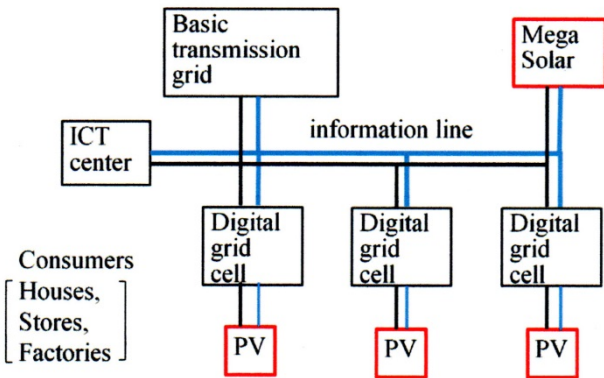 Basic
transmission
grid
Mega
Solar
ICT
center
information line
Digital
grid
cell
Digital
grid
cell
Digital
grid
cell
Consumers
Houses,
Stores,
Factories
PV
PV
PV